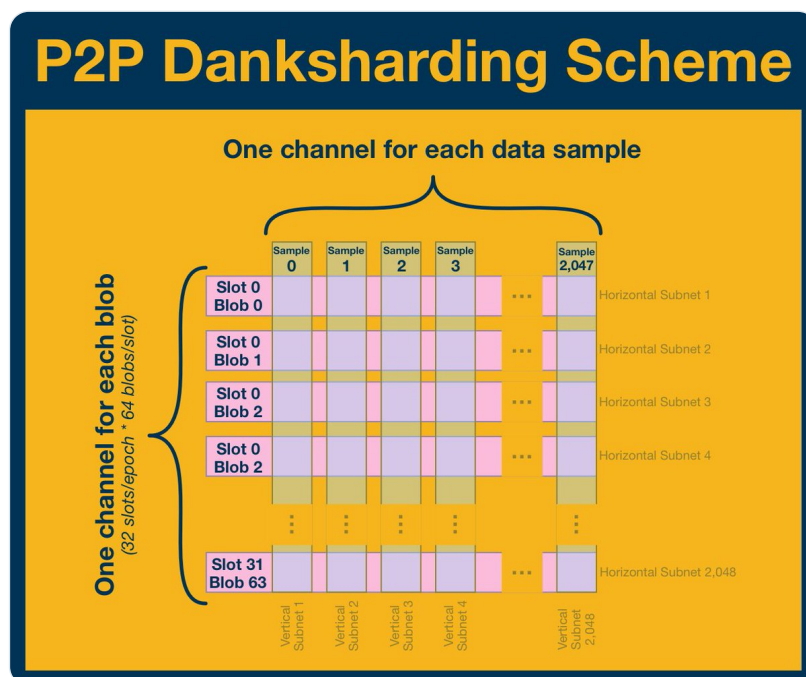 P2P Danksharding Scheme
One channel for each data sample
Sample
0
Sample
1
Sample
2
Sample
3
Sample
2,047
One channel for each blob
(32 slots/epoch * 64 blobs/slot)
Slot 0
Blob 0
...
Horizontal Subnet 1
Slot 0
Blob 1
...
Horizontal Subnet 2
Slot 0
Blob 2
...
Horizontal Subnet 3
Slot 0
Blob 2
...
Horizontal Subnet 4
Slot 31
Blob 63
...
Horizontal Subnet 2,048
Vertical
Subnet 1
Vertical
Subnet 2
Vertical
Subnet 3
Vertical
Subnet 4
Vertical
Subnet
2,048